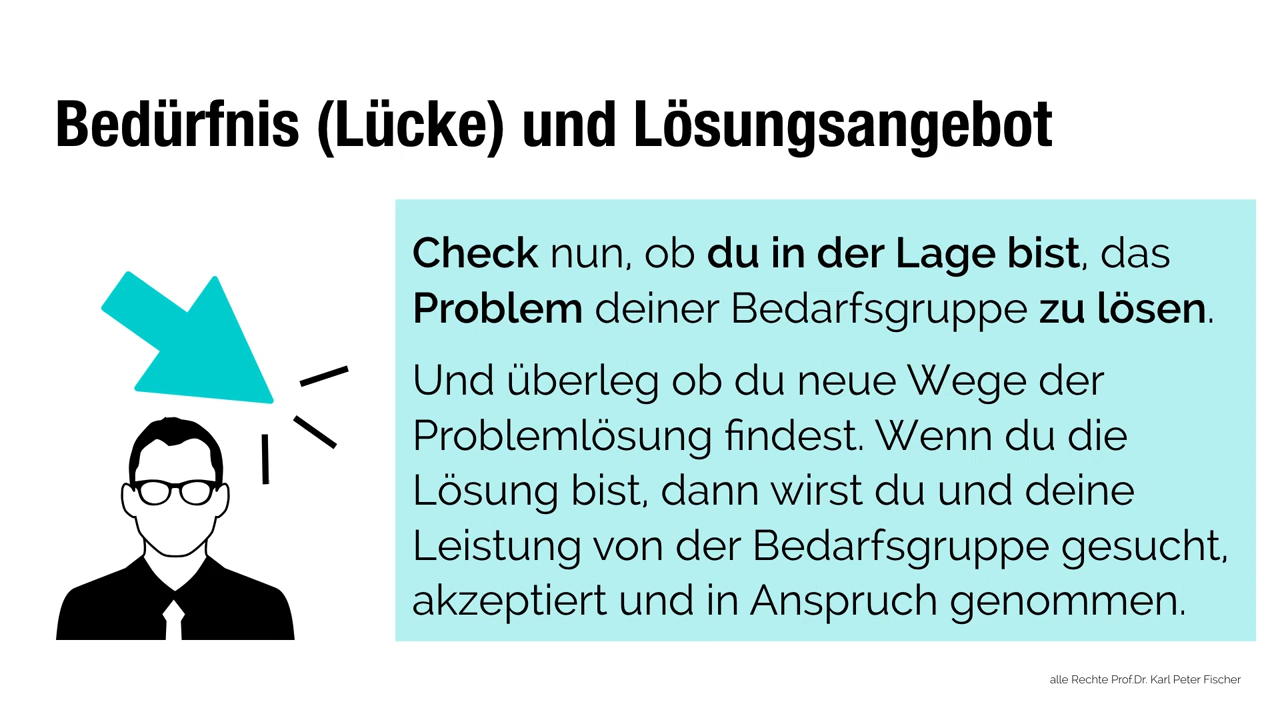 Bedürfnis (Lücke) und Lösungsangebot
Check nun, ob du in der Lage bist, das
Problem deiner Bedarfsgruppe zu lösen.
Und überleg ob du neue Wege der
Problemlösung findest. Wenn du die
Lösung bist, dann wirst du und deine
Leistung von der Bedarfsgruppe gesucht,
akzeptiert und in Anspruch genommen.
alle Rechte Prof.Dr. Karl Peter Fischer